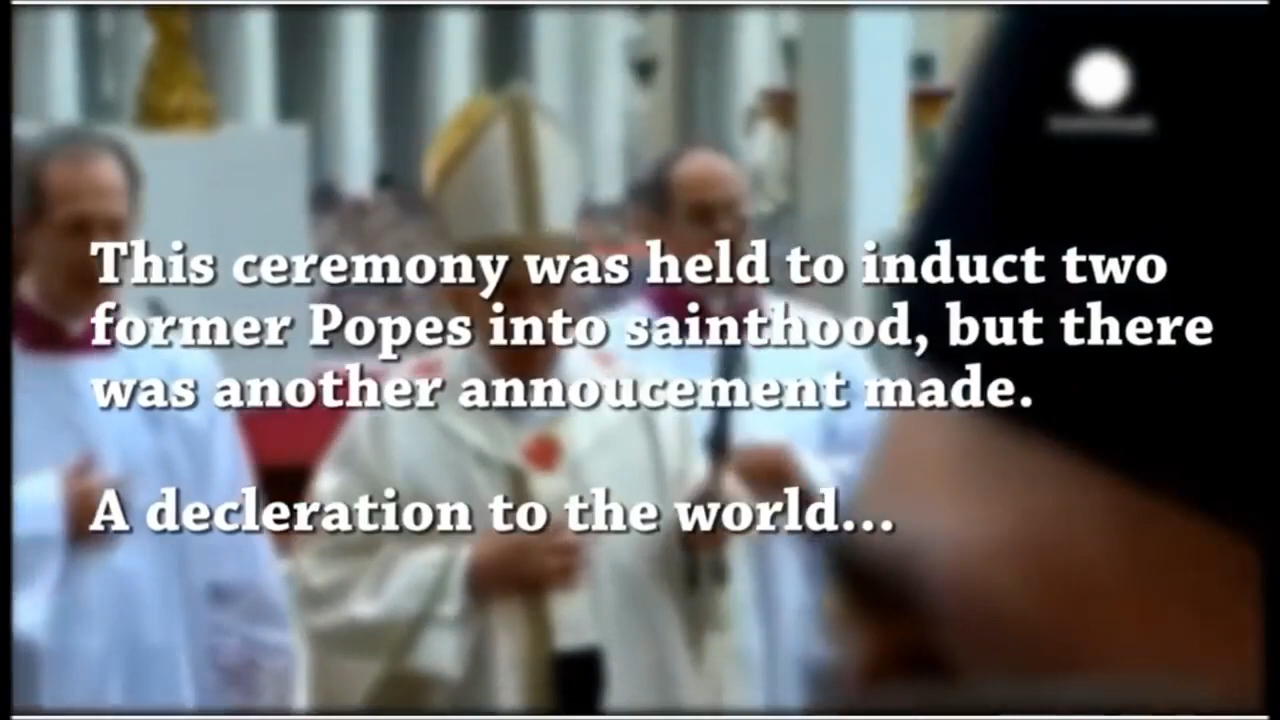 This ceremony was held to induct two
former Popes into sainthood, but there
was another annoucement made.
A decleration to the world...